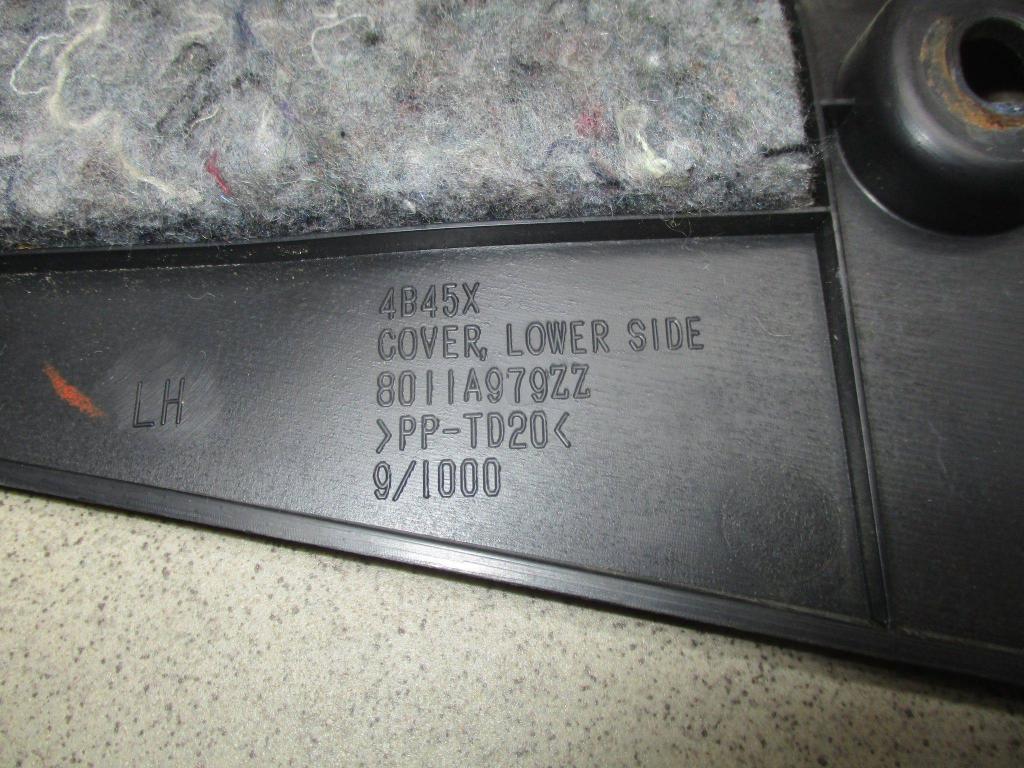 4B45X
COVER, LOWER SIDE
8011A979ZZ
LH
>PP-TD20<
9/1000